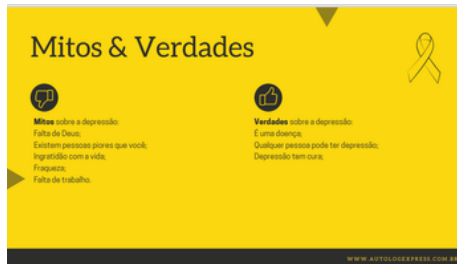 Mitos & Verdades
Mitos sobre a depressão:
Falta de Deus;
Existem pessoas piores que você;
Ingratidão com a vida;
Fraqueza;
Falta de trabalho.
Verdades sobre a depressão:
É uma doença;
Qualquer pessoa pode ter depressão;
Depressão tem cura;
WWW.AUTOLOGEXPRESS.COM.BR